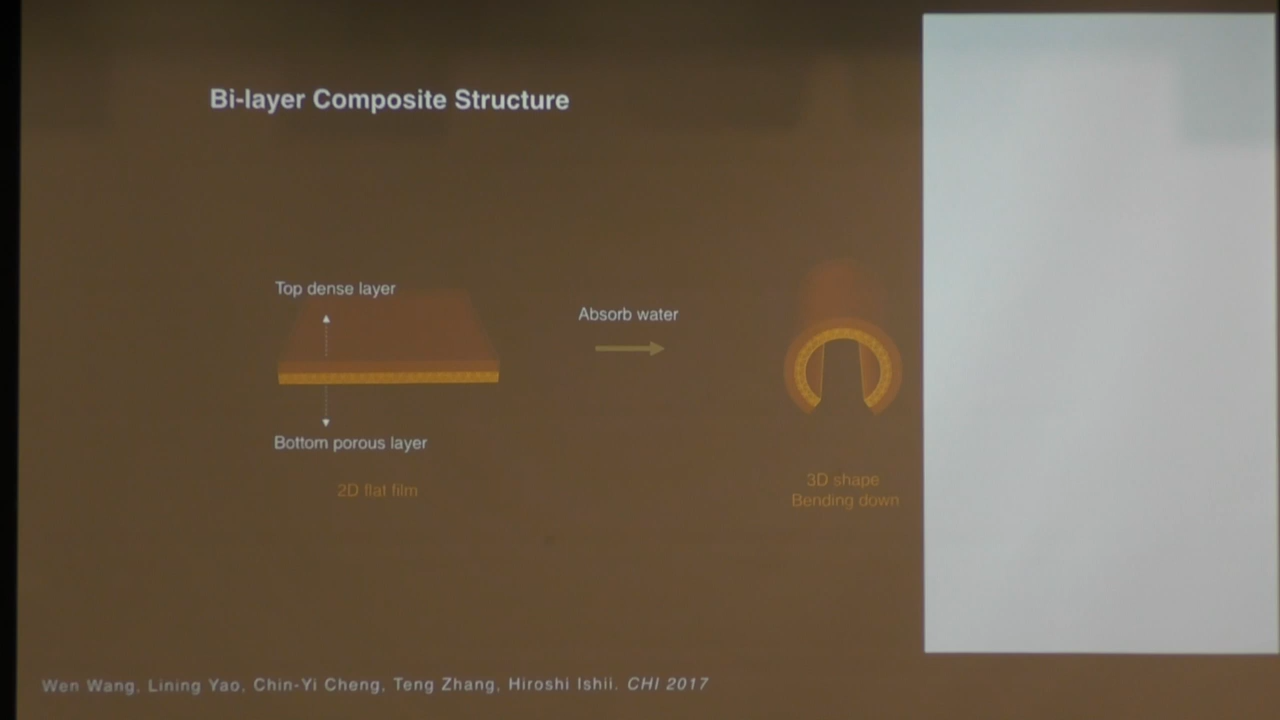 Bi-layer Composite Structure
Top dense layer
Absorb water
Bottom porous layer
2D flat film
3D shape
Bending down
Wen Wang, Lining Yao, Chin-Yi Cheng, Teng Zhang, Hiroshi Ishii. CHI 2017